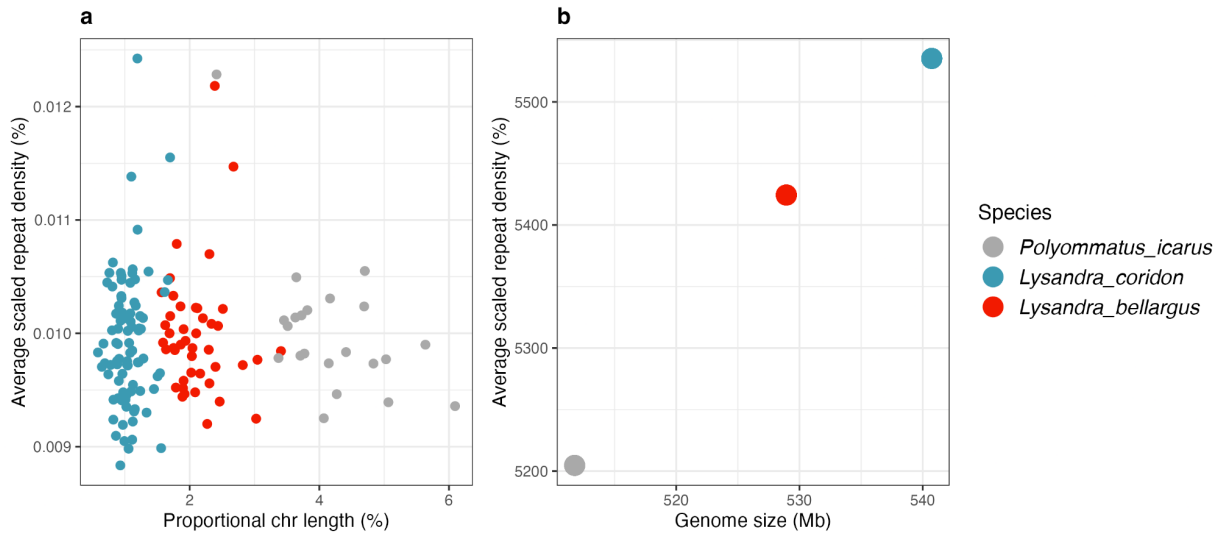 a
Average scaled repeat density (%)
0.012
0.011
0.010
0.009
2 4 6
Proportional chr length (%)
b
Average scaled repeat density (%)
5500
5400
5300
5200
520 530 540
Genome size (Mb)
Species
Polyommatus_icarus
Lysandra_coridon
Lysandra_bellargus